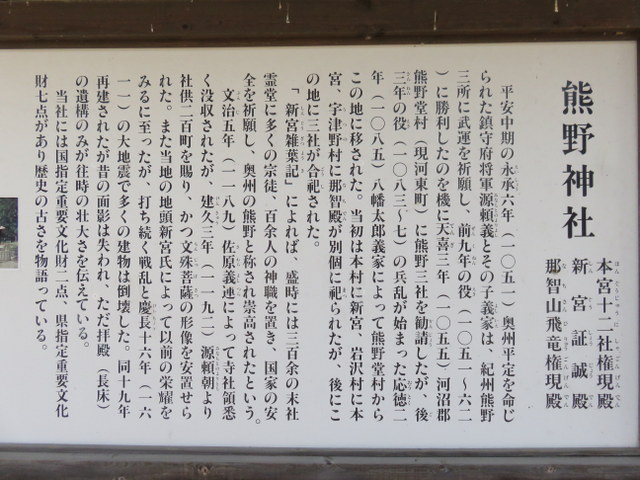 熊野神社
本宮十二社権現殿
新宮証誠殿
那智山飛竜権現殿
平安中期の永承六年（一〇五一）奥州平定を命じ
られた鎮守府将軍源頼義とその子義家は、紀州熊野
三所に武運を祈願し、前九年の役（一〇五一～六二
）に勝利したのを機に天喜三年（一〇五五）河沼郡
熊野堂村（現河東町）に熊野三社を勧請したが、後
三年の役（一〇八三～七）の兵乱が始まった応徳二
年（一〇八五）八幡太郎義家によって熊野堂村から
この地に移された。当初は本村に新宮、岩沢村に本
宮、宇津野村に那智殿が別個に祀られたが、後にこ
の地に三社が合祀された。
「新宮雑葉記」によれば、盛時には三百余の末社
霊堂に多くの宗徒、百余人の神職を置き、国家の安
全を祈願し、奥州の熊野と称され崇高されたという。
文治五年（一一八九）佐原義連によって寺社領悉
く没収されたが、建久三年（一一九二）源頼朝より
社供二百町を賜り、かつ文殊菩薩の形像を安置せら
れた。また当地の地頭新宮氏によって以前の栄耀を
みるに至ったが、打ち続く戦乱と慶長十六年（一六
一一）の大地震で多くの建物は倒壊した。同十九年
再建されたが昔の面影は失われ、ただ拝殿（長床）
の遺構のみが往時の壮大さを伝えている。
当社には国指定重要文化財二点、県指定重要文化
財七点があり歴史の古さを物語っている。